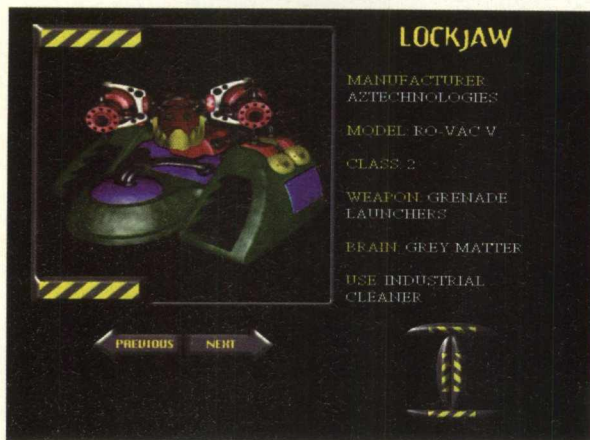 LOCKJAW
MANUFACTURER:
AZTECHNOLOGIES
MODEL: RO-VAC V
CLASS: 2
WEAPON: GRENADE
LAUNCHERS
BRAIN: GREY MATTER
USE: INDUSTRIAL
CLEANER
PREVIOUS NEXT